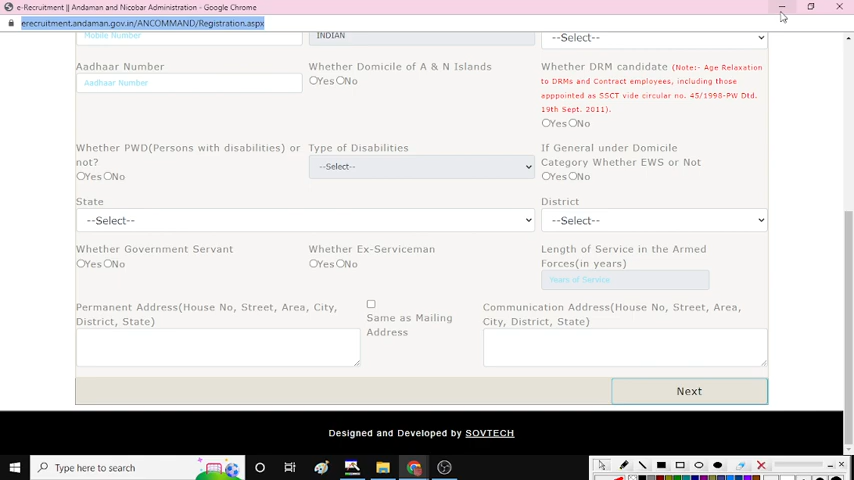 e-Recruitment || Andaman and Nicobar Administration - Google Chrome
erecruitment.andaman.gov.in/ANCOMMAND/Registration.aspx
Mobile Number
INDIAN
--Select--
Aadhaar Number
Aadhaar Number
Whether Domicile of A & N Islands
Yes No
Whether DRM candidate (Note:- Age Relaxation
to DRMs and Contract employees, including those
apppointed as SSCT vide circular no. 45/1998-PW Dtd.
19th Sept. 2011).
Yes No
Whether PWD(Persons with disabilities) or
not?
Yes No
Type of Disabilities
--Select--
If General under Domicile
Category Whether EWS or Not
Yes No
State
--Select--
District
--Select--
Whether Government Servant
Yes No
Whether Ex-Serviceman
Yes No
Length of Service in the Armed
Forces(in years)
Years of Service
Permanent Address(House No, Street, Area, City,
District, State)
Same as Mailing
Address
Communication Address(House No, Street, Area,
City, District, State)
Next
Designed and Developed by SOVTECH
Type here to search